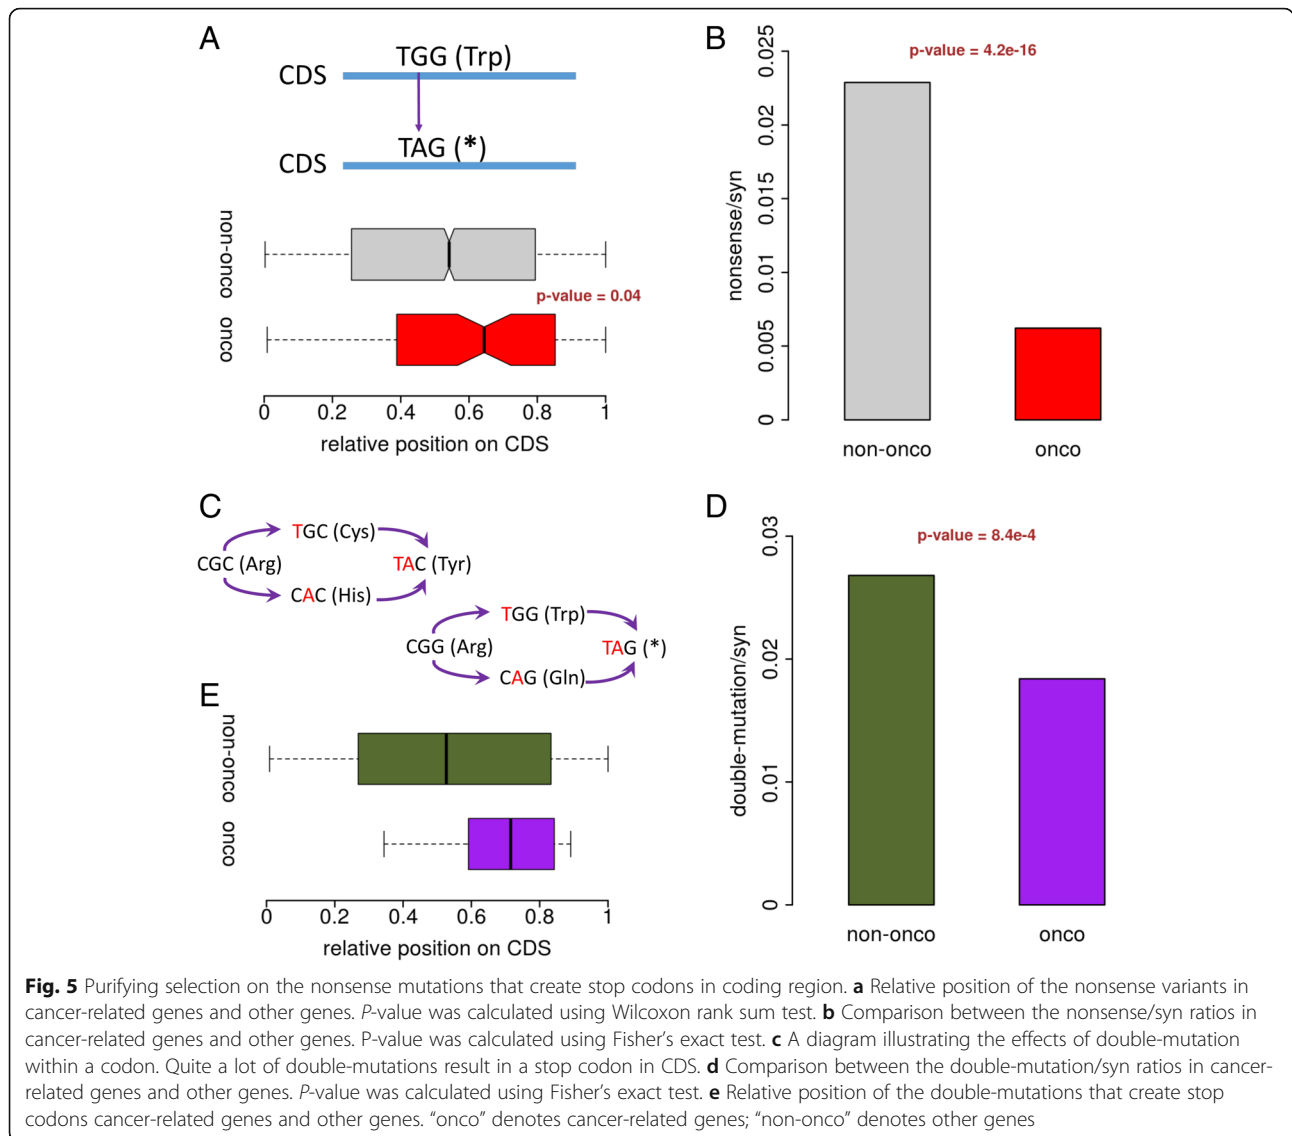 A
TGG (Trp)
CDS
TAG (*)
CDS
non-onco
p-value = 0.04
onco
0 0.2 0.4 0.6 0.8 1
relative position on CDS
B
p-value = 4.2e-16
nonsense/syn
0.025
0.02
0.015
0.01
0.005
0
non-onco onco
C
TGC (Cys)
CGC (Arg) TAC (Tyr)
CAC (His)
TGG (Trp)
CGG (Arg) TAG (*)
CAG (Gln)
D
p-value = 8.4e-4
double-mutation/syn
0.03
0.02
0.01
0
non-onco onco
E
non-onco
onco
0 0.2 0.4 0.6 0.8 1
relative position on CDS
Fig. 5 Purifying selection on the nonsense mutations that create stop codons in coding region. a Relative position of the nonsense variants in
cancer-related genes and other genes. P-value was calculated using Wilcoxon rank sum test. b Comparison between the nonsense/syn ratios in
cancer-related genes and other genes. P-value was calculated using Fisher's exact test. c A diagram illustrating the effects of double-mutation
within a codon. Quite a lot of double-mutations result in a stop codon in CDS. d Comparison between the double-mutation/syn ratios in cancer-
related genes and other genes. P-value was calculated using Fisher's exact test. e Relative position of the double-mutations that create stop
codons cancer-related genes and other genes. “onco” denotes cancer-related genes; “non-onco” denotes other genes